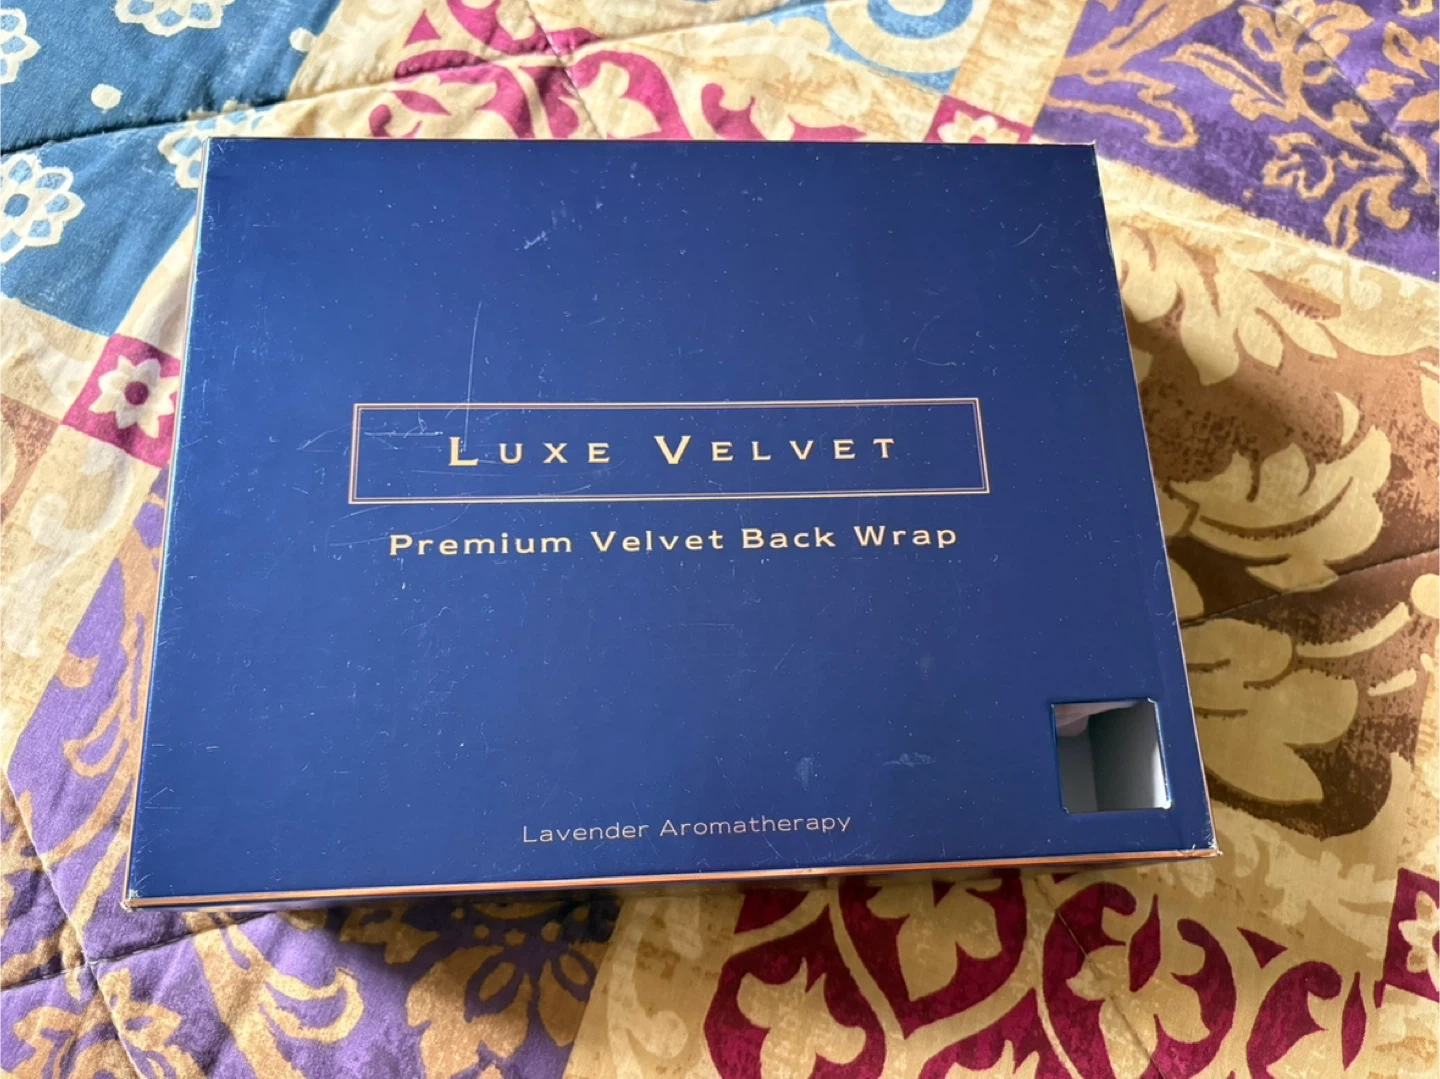 LUXE VELVET
Premium Velvet Back Wrap
Lavender Aromatherapy